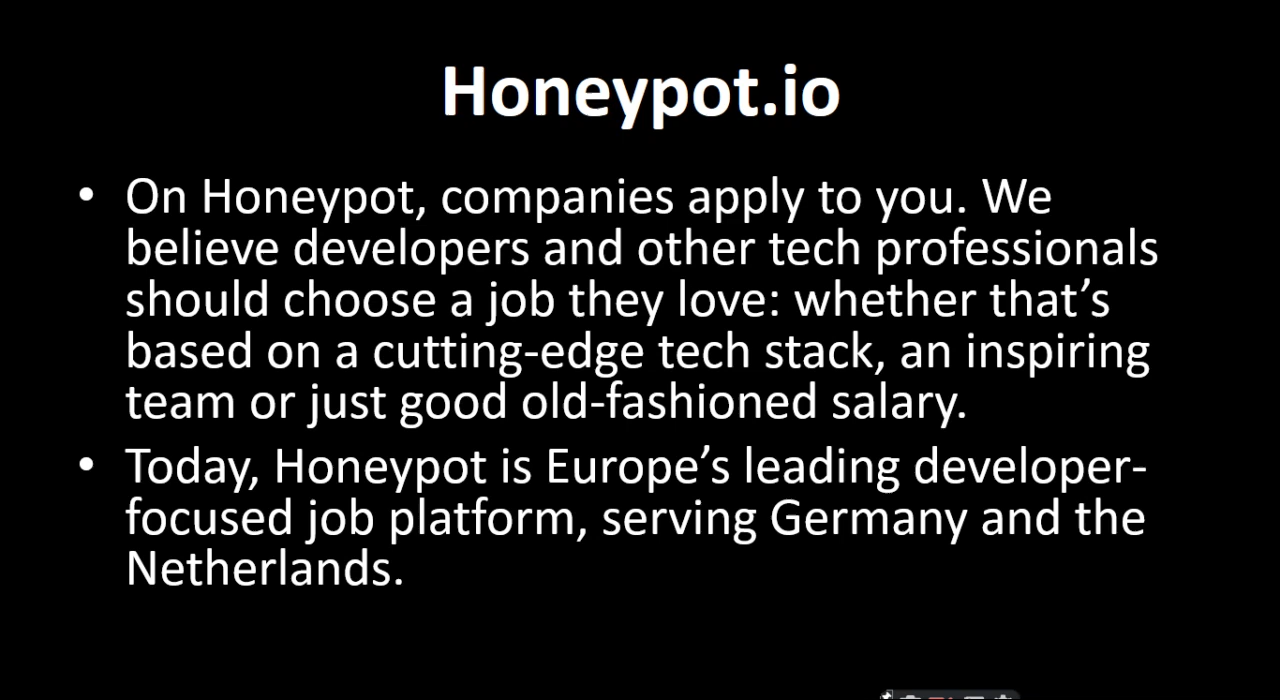 Honeypot.io
• On Honeypot, companies apply to you. We
believe developers and other tech professionals
should choose a job they love: whether that’s
based on a cutting-edge tech stack, an inspiring
team or just good old-fashioned salary.
• Today, Honeypot is Europe’s leading developer-
focused job platform, serving Germany and the
Netherlands.